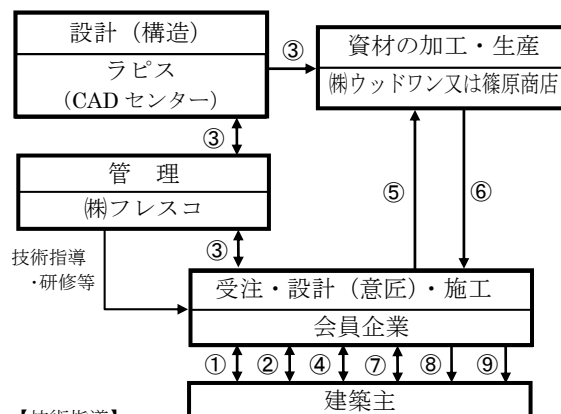 設計（構造）
ラピス
（CAD センター）
③
資材の加工・生産
㈱ウッドワン又は篠原商店
③
管　理
㈱フレスコ
⑤
⑥
技術指導
・研修等
③
受注・設計（意匠）・施工
会員企業
① ② ④ ⑦ ⑧ ⑨
建築主
【技術指導】